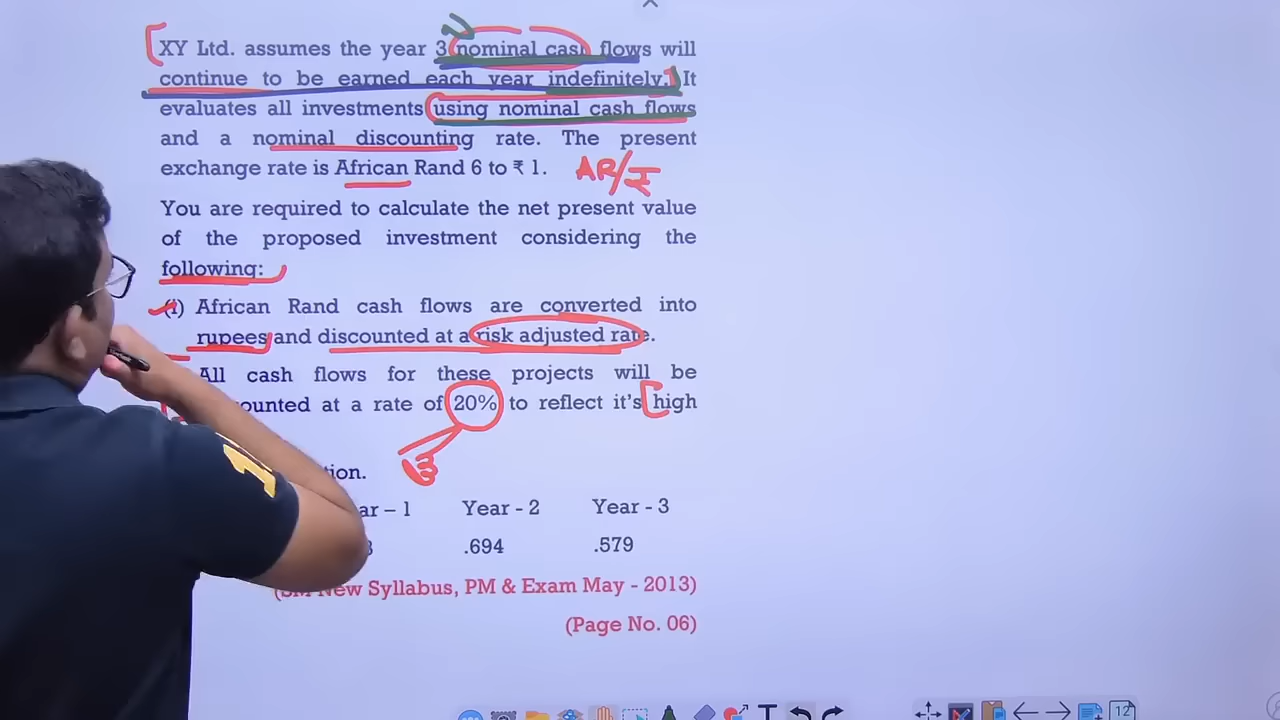 XY Ltd. assumes the year 3 nominal cash flows will
continue to be earned each year indefinitely. It
evaluates all investments using nominal cash flows
and a nominal discounting rate. The present
exchange rate is African Rand 6 to ₹ 1. AR/₹
You are required to calculate the net present value
of the proposed investment considering the
following:
(i) African Rand cash flows are converted into
rupees and discounted at a risk adjusted rate.
All cash flows for these projects will be
ounted at a rate of 20% to reflect it's high
ion.
ar – 1 Year - 2 Year - 3
.694 .579
New Syllabus, PM & Exam May - 2013)
(Page No. 06)
T 12